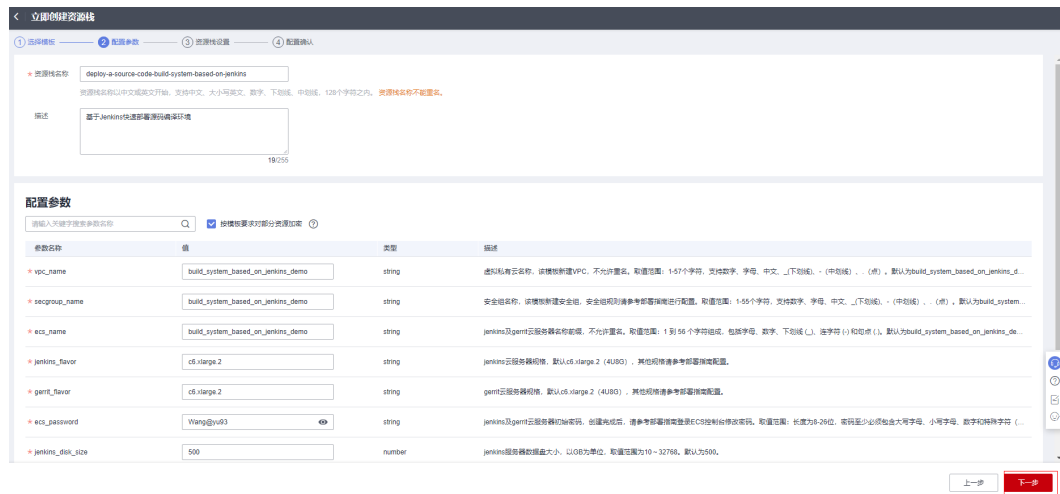 < 立即创建资源栈
1 选择模板 2 配置参数 3 资源栈设置 4 配置确认
* 资源栈名称 deploy-a-source-code-build-system-based-on-jenkins
资源栈名称以中文或英文开始，支持中文、大小写英文、数字、下划线、中划线，128个字符之内。 资源栈名称不能重名。
描述 基于Jenkins快速部署源码编译环境
19/255
配置参数
请输入关键字搜索参数名称 按模板要求对部分资源加密 ?
参数名称 值 类型 描述
* vpc_name build_system_based_on_jenkins_demo string 虚拟私有云名称，该模板新建VPC，不允许重名。取值范围：1-57个字符，支持数字、字母、中文、_(下划线)、-（中划线）、.（点）。默认为build_system_based_on_jenkins_d...
* secgroup_name build_system_based_on_jenkins_demo string 安全组名称，该模板新建安全组，安全组规则请参考部署指南进行配置。取值范围：1-55个字符，支持数字、字母、中文、_(下划线)、-（中划线）、.（点）。默认为build_system...
* ecs_name build_system_based_on_jenkins_demo string jenkins及gerrit云服务器名称前缀，不允许重名。取值范围：1 到 56 个字符组成，包括字母、数字、下划线 (_)、连字符 (-) 和句点 (.)。默认为build_system_based_on_jenkins_de...
* jenkins_flavor c6.xlarge.2 string jenkins云服务器规格，默认c6.xlarge.2（4U8G），其他规格请参考部署指南配置。
* gerrit_flavor c6.xlarge.2 string gerrit云服务器规格，默认c6.xlarge.2（4U8G），其他规格请参考部署指南配置。
* ecs_password Wang@yu93 string jenkins及gerrit云服务器初始密码，创建完成后，请参考部署指南登录ECS控制台修改密码。取值范围：长度为8-26位，密码至少必须包含大写字母、小写字母、数字和特殊字符（...
* jenkins_disk_size 500 number jenkins服务器数据盘大小，以GB为单位，取值范围为10~32768。默认为500。
上一步 下一步